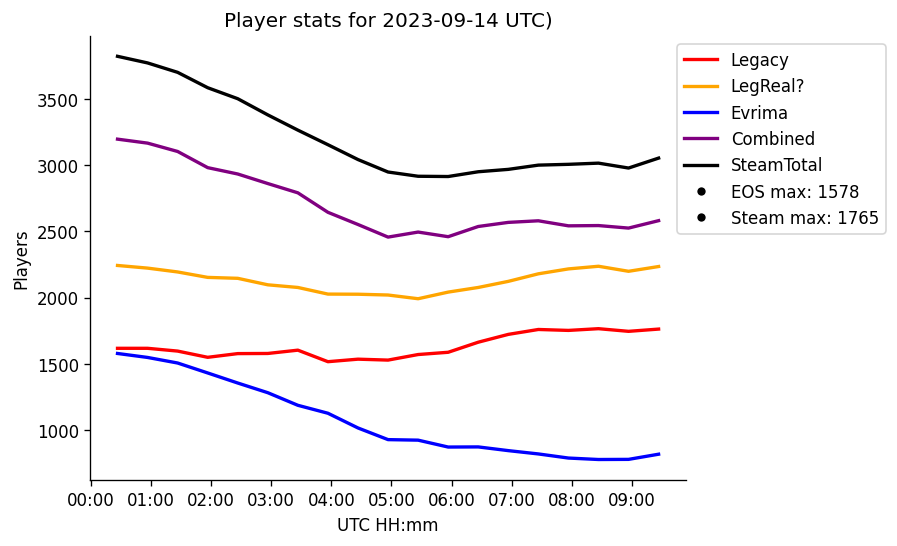 Player stats for 2023-09-14 UTC)
Legacy
LegReal?
Evrima
Combined
SteamTotal
EOS max: 1578
Steam max: 1765
3500
3000
2500
2000
1500
1000
Players
00:00 01:00 02:00 03:00 04:00 05:00 06:00 07:00 08:00 09:00
UTC HH:mm